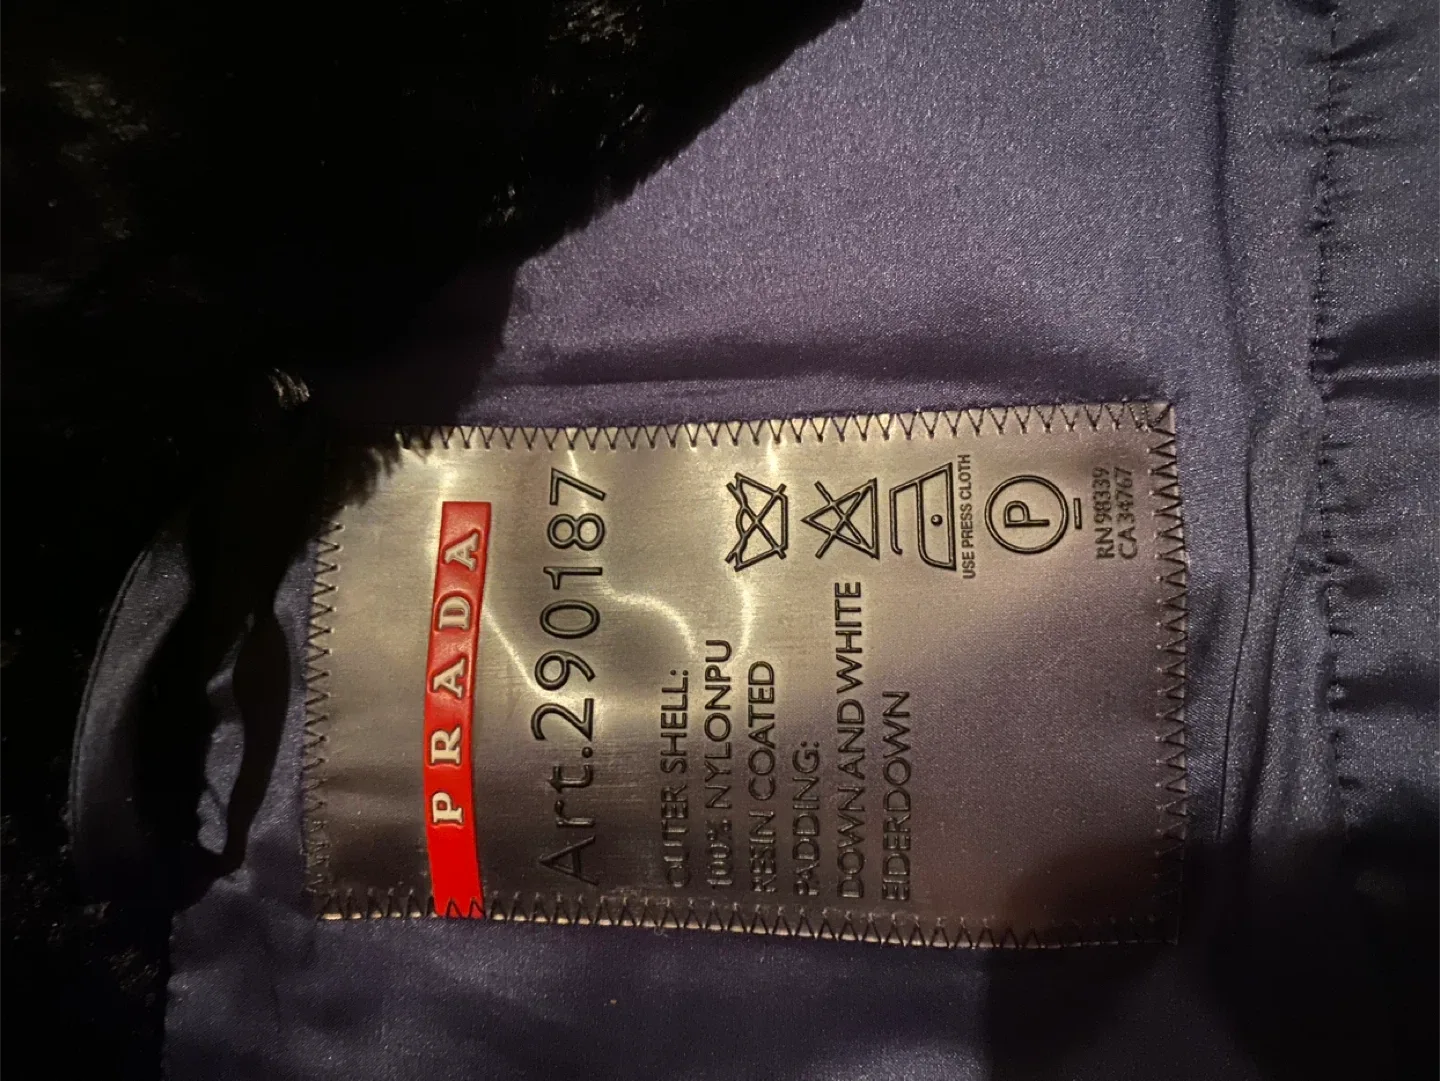 PRADA
Art.290187
OUTER SHELL:
100% NYLONPU
RESIN COATED
PADDING:
DOWN AND WHITE
EIDERDOWN
USE PRESS CLOTH
P
RN 98339
CA 34767